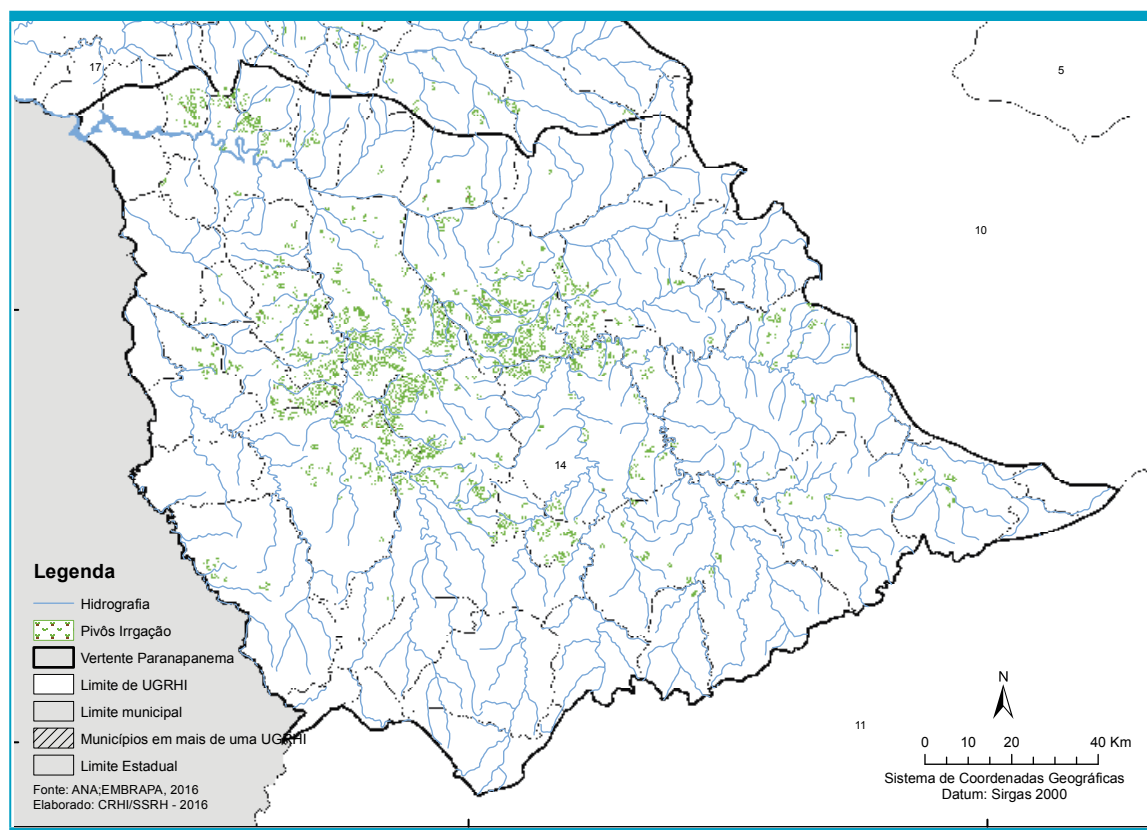 17
5
10
14
11
Legenda
Hidrografia
Pivôs Irrgação
Vertente Paranapanema
Limite de UGRHI
Limite municipal
Municípios em mais de uma UGRHI
Limite Estadual
Fonte: ANA;EMBRAPA, 2016
Elaborado: CRHI/SSRH - 2016
N
0 10 20 40 Km
Sistema de Coordenadas Geográficas
Datum: Sirgas 2000